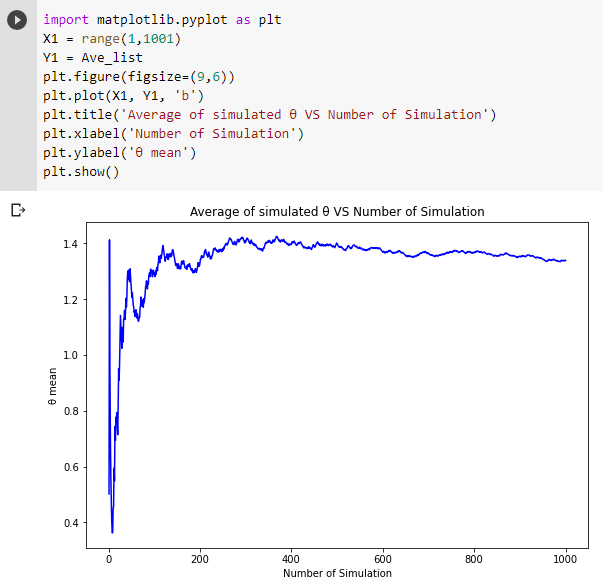 import matplotlib.pyplot as plt
X1 = range(1,1001)
Y1 = Ave_list
plt.figure(figsize=(9,6))
plt.plot(X1, Y1, 'b')
plt.title('Average of simulated θ VS Number of Simulation')
plt.xlabel('Number of Simulation')
plt.ylabel('θ mean')
plt.show()
Average of simulated θ VS Number of Simulation
1.4
1.2
1.0
0.8
0.6
0.4
θ mean
0 200 400 600 800 1000
Number of Simulation